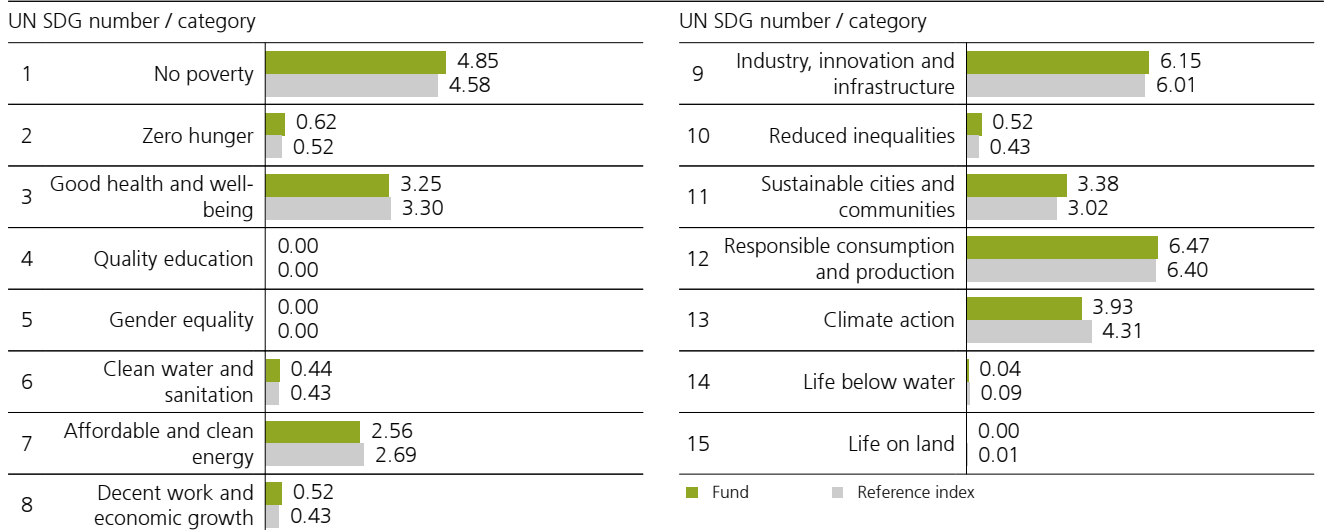 UN SDG number / category
1 No poverty 4.85
4.58
2 Zero hunger 0.62
0.52
3 Good health and well-
being 3.25
3.30
4 Quality education 0.00
0.00
5 Gender equality 0.00
0.00
6 Clean water and
sanitation 0.44
0.43
7 Affordable and clean
energy 2.56
2.69
8 Decent work and
economic growth 0.52
0.43
UN SDG number / category
9 Industry, innovation and
infrastructure 6.15
6.01
10 Reduced inequalities 0.52
0.43
11 Sustainable cities and
communities 3.38
3.02
12 Responsible consumption
and production 6.47
6.40
13 Climate action 3.93
4.31
14 Life below water 0.04
0.09
15 Life on land 0.00
0.01
Fund Reference index